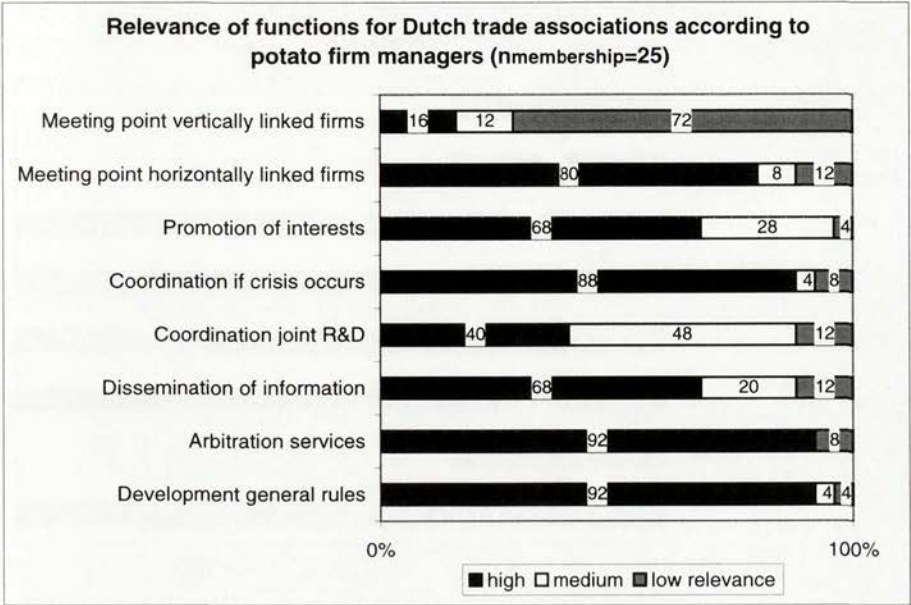 Relevance of functions for Dutch trade associations according to
potato firm managers (nmembership=25)
Meeting point vertically linked firms 16 12 72
Meeting point horizontally linked firms 80 8 12
Promotion of interests 68 28 4
Coordination if crisis occurs 88 4 8
Coordination joint R&D 40 48 12
Dissemination of information 68 20 12
Arbitration services 92 8
Development general rules 92 4 4
0% 100%
high medium low relevance